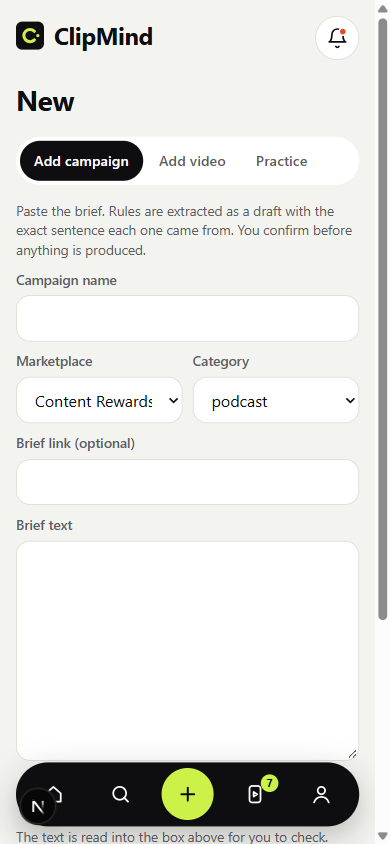 ClipMind
New
Add campaign
Add video
Practice
Paste the brief. Rules are extracted as a draft with the
exact sentence each one came from. You confirm before
anything is produced.
Campaign name
Marketplace
Category
Content Rewards
podcast
Brief link (optional)
Brief text
7
N
The text is read into the box above for you to check.